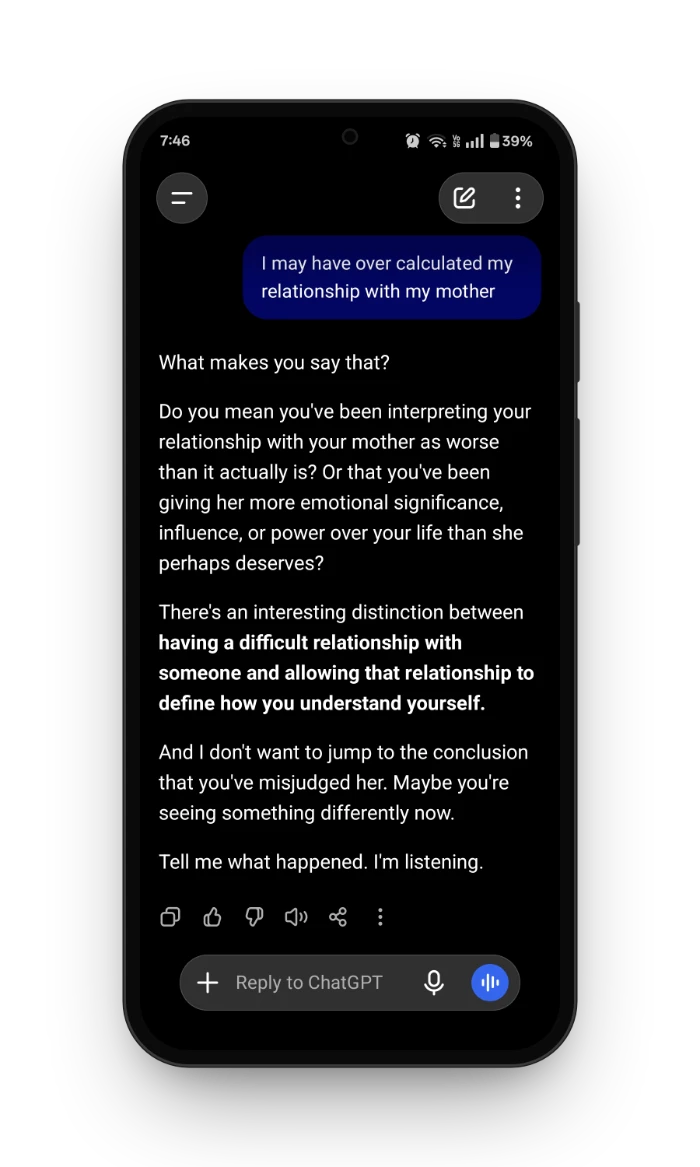 7:46
39%
I may have over calculated my
relationship with my mother
What makes you say that?
Do you mean you've been interpreting your
relationship with your mother as worse
than it actually is? Or that you've been
giving her more emotional significance,
influence, or power over your life than she
perhaps deserves?
There's an interesting distinction between
having a difficult relationship with
someone and allowing that relationship to
define how you understand yourself.
And I don't want to jump to the conclusion
that you've misjudged her. Maybe you're
seeing something differently now.
Tell me what happened. I'm listening.
Reply to ChatGPT